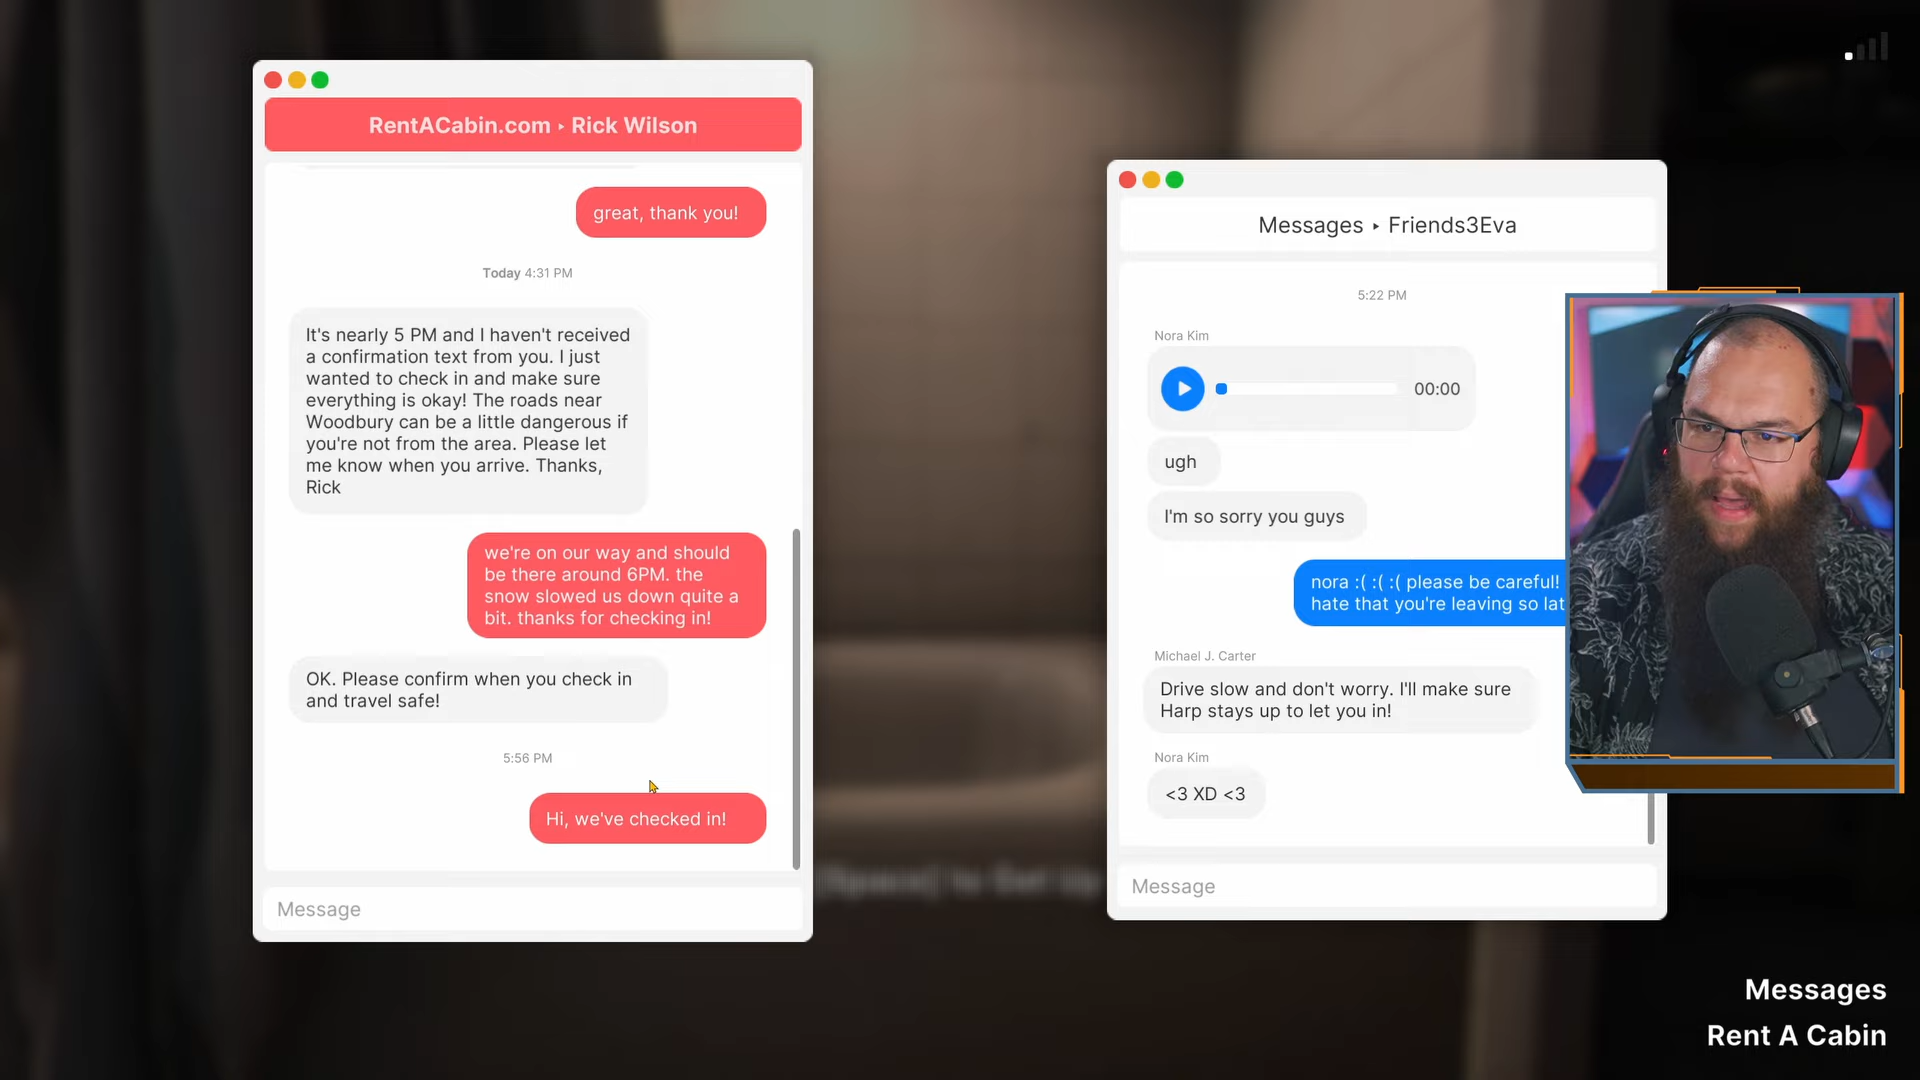 RentACabin.com ‣ Rick Wilson
great, thank you!
Today 4:31 PM
It's nearly 5 PM and I haven't received
a confirmation text from you. I just
wanted to check in and make sure
everything is okay! The roads near
Woodbury can be a little dangerous if
you're not from the area. Please let
me know when you arrive. Thanks,
Rick
we're on our way and should
be there around 6PM. the
snow slowed us down quite a
bit. thanks for checking in!
OK. Please confirm when you check in
and travel safe!
5:56 PM
Hi, we've checked in!
Message
Messages ‣ Friends3Eva
5:22 PM
Nora Kim
00:00
ugh
I'm so sorry you guys
nora :( :( :( please be careful!
hate that you're leaving so lat
Michael J. Carter
Drive slow and don't worry. I'll make sure
Harp stays up to let you in!
Nora Kim
<3 XD <3
Message
to Get Up
Messages
Rent A Cabin